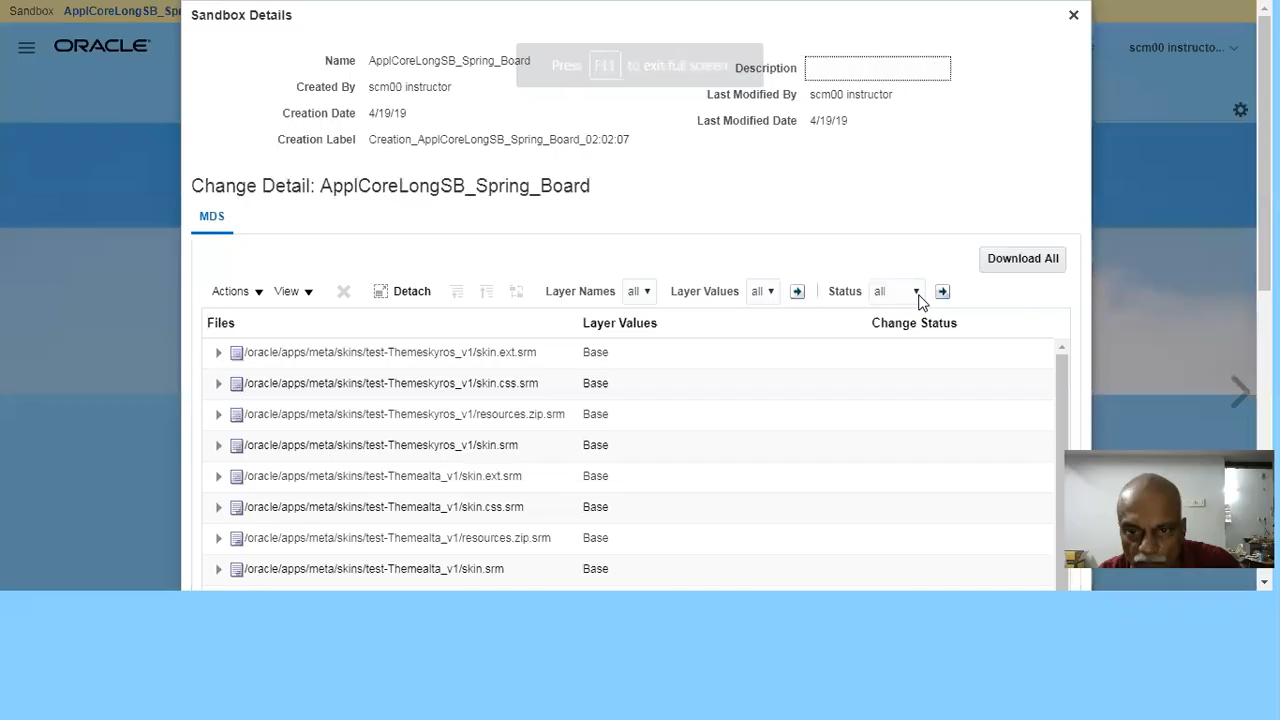 Sandbox ApplCoreLongSB_Sp
Sandbox Details
ORACLE
scm00 instructo...
Press F11 to exit full screen
Name ApplCoreLongSB_Spring_Board
Description
Created By scm00 instructor
Last Modified By scm00 instructor
Creation Date 4/19/19
Last Modified Date 4/19/19
Creation Label Creation_ApplCoreLongSB_Spring_Board_02:02:07
Change Detail: ApplCoreLongSB_Spring_Board
MDS
Download All
Actions View Detach Layer Names all Layer Values all Status all
Files Layer Values Change Status
/oracle/apps/meta/skins/test-Themeskyros_v1/skin.ext.srm Base
/oracle/apps/meta/skins/test-Themeskyros_v1/skin.css.srm Base
/oracle/apps/meta/skins/test-Themeskyros_v1/resources.zip.srm Base
/oracle/apps/meta/skins/test-Themeskyros_v1/skin.srm Base
/oracle/apps/meta/skins/test-Themealta_v1/skin.ext.srm Base
/oracle/apps/meta/skins/test-Themealta_v1/skin.css.srm Base
/oracle/apps/meta/skins/test-Themealta_v1/resources.zip.srm Base
/oracle/apps/meta/skins/test-Themealta_v1/skin.srm Base